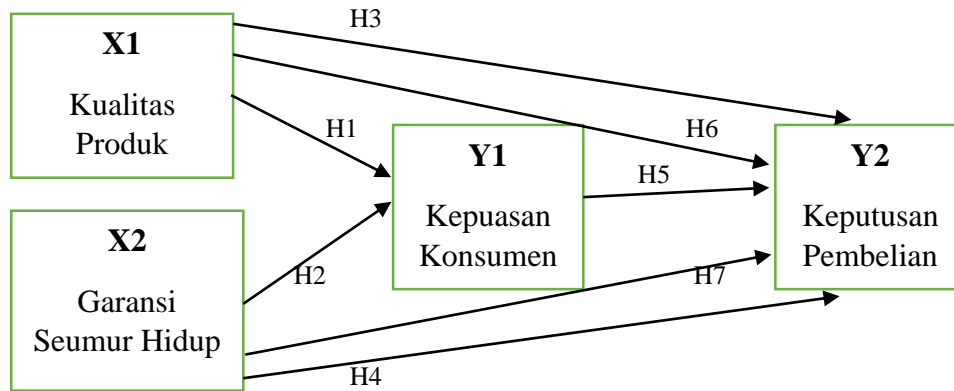 H3
X1
Kualitas
Produk
H1
H6
Y1
Kepuasan
Konsumen
H5
Y2
Keputusan
Pembelian
X2
Garansi
Seumur Hidup
H2
H7
H4